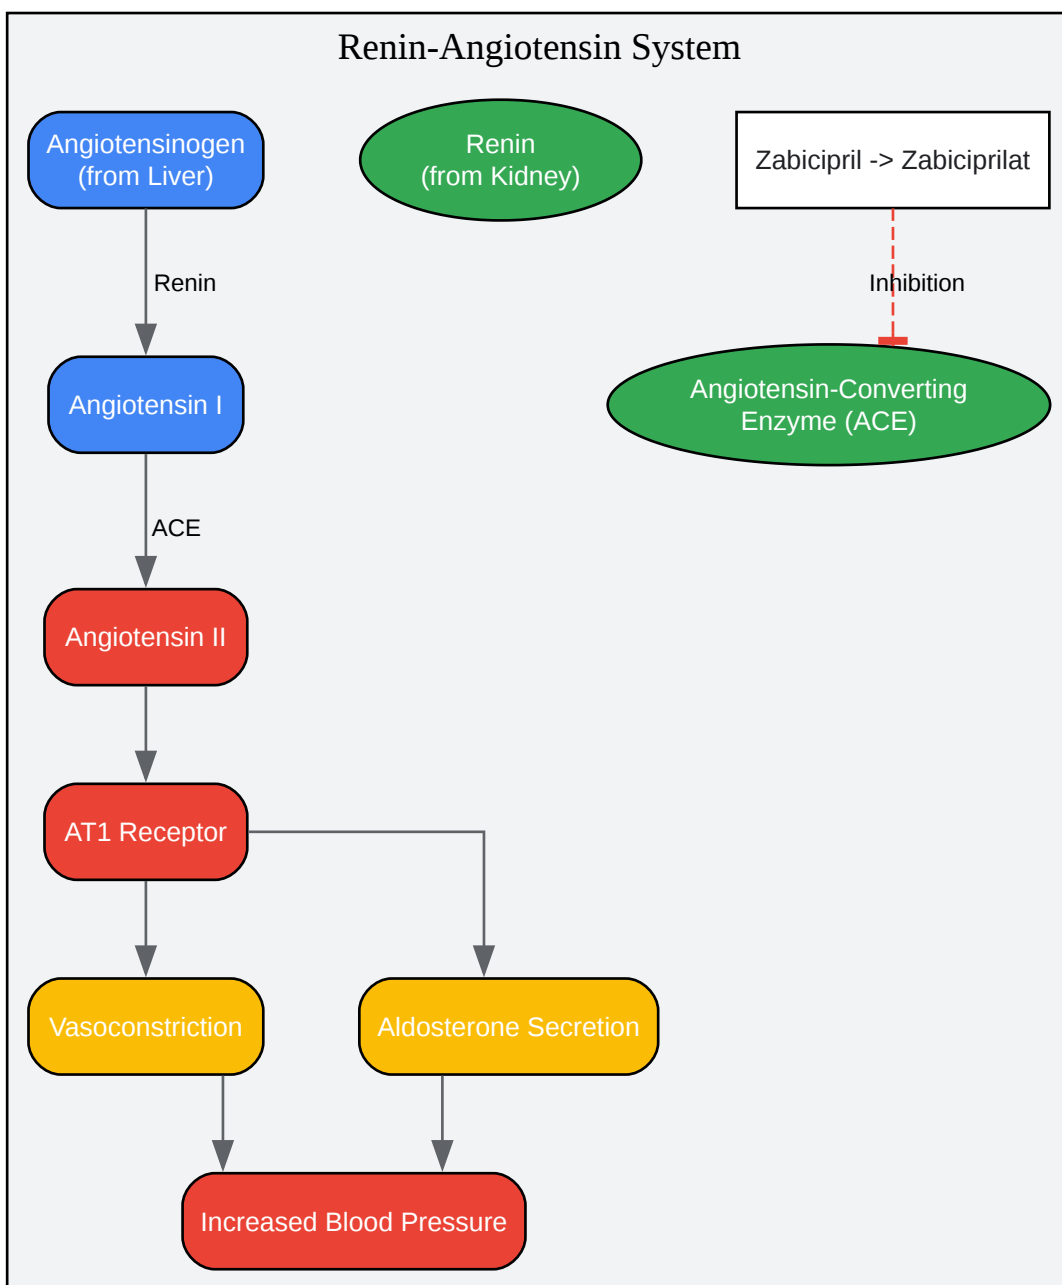 Renin-Angiotensin System
Angiotensinogen
(from Liver)
Renin
(from Kidney)
Zabicipril -> Zabiciprilat
Renin
Inhibition
Angiotensin I
Angiotensin-Converting
Enzyme (ACE)
ACE
Angiotensin II
AT1 Receptor
Vasoconstriction
Aldosterone Secretion
Increased Blood Pressure